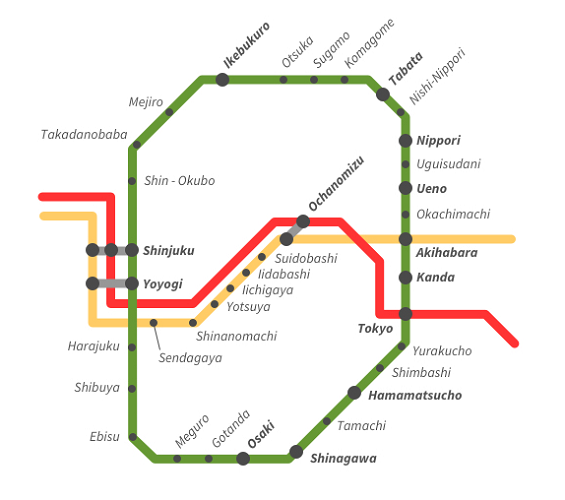 Ikebukuro
Otsuka
Sugamo
Komagome
Tabata
Nishi-Nippori
Mejiro
Takadanobaba
Nippori
Uguisudani
Shin - Okubo
Ueno
Ochanomizu
Okachimachi
Shinjuku
Akihabara
Suidobashi
Iidabashi
Kanda
Yoyogi
Iichigaya
Yotsuya
Tokyo
Shinanomachi
Harajuku
Sendagaya
Yurakucho
Shimbashi
Shibuya
Hamamatsucho
Ebisu
Meguro
Gotanda
Osaki
Tamachi
Shinagawa